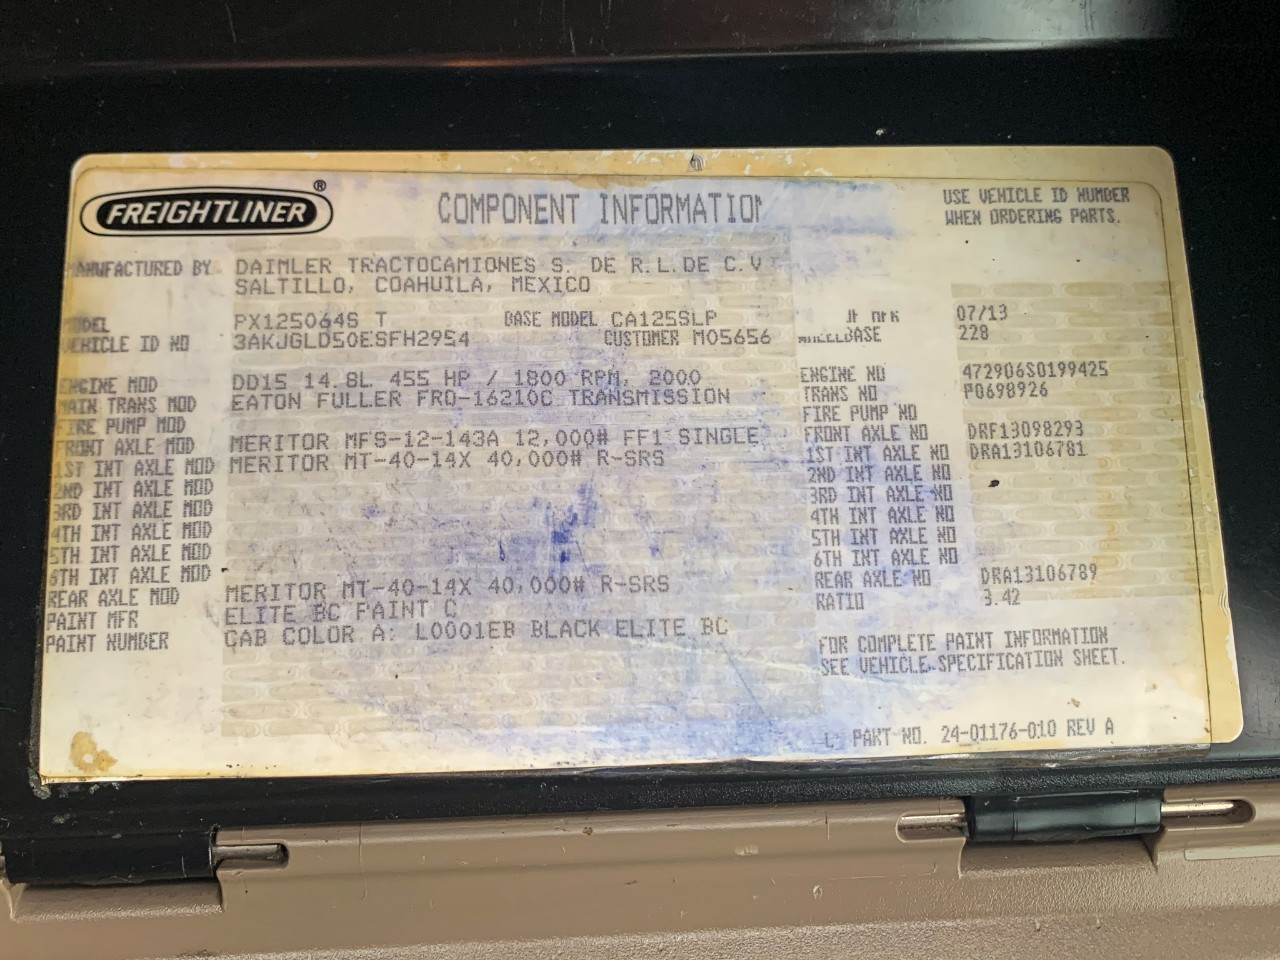 FREIGHTLINER®
COMPONENT INFORMATION
USE VEHICLE ID NUMBER
WHEN ORDERING PARTS.
MANUFACTURED BY DAIMLER TRACTOCAMIONES S. DE R.L.DE C.V
SALTILLO, COAHUILA, MEXICO
MODEL PX125064S T BASE MODEL CA125SLP 07/13
VEHICLE ID NO 3AKJGLD50ESFH2954 CUSTOMER MO5656 WHEELBASE 228
ENGINE MOD DD15 14.8L 455 HP / 1800 RPM, 2000 ENGINE NO 472906S0199425
MAIN TRANS MOD EATON FULLER FRO-16210C TRANSMISSION TRANS NO P0698926
FIRE PUMP MOD FIRE PUMP NO
FRONT AXLE MOD MERITOR MFS-12-143A 12,000# FF1 SINGLE FRONT AXLE NO DRF13098293
1ST INT AXLE MOD MERITOR MT-40-14X 40,000# R-SRS 1ST INT AXLE NO DRA13106781
2ND INT AXLE MOD 2ND INT AXLE NO
3RD INT AXLE MOD 3RD INT AXLE NO
4TH INT AXLE MOD 4TH INT AXLE NO
5TH INT AXLE MOD 5TH INT AXLE NO
6TH INT AXLE MOD 6TH INT AXLE NO
REAR AXLE MOD MERITOR MT-40-14X 40,000# R-SRS REAR AXLE NO DRA13106789
PAINT MFR ELITE BC PAINT C RATIO 3.42
PAINT NUMBER CAB COLOR A: L0001EB BLACK ELITE BC
FOR COMPLETE PAINT INFORMATION
SEE VEHICLE SPECIFICATION SHEET.
PART NO. 24-01176-010 REV A